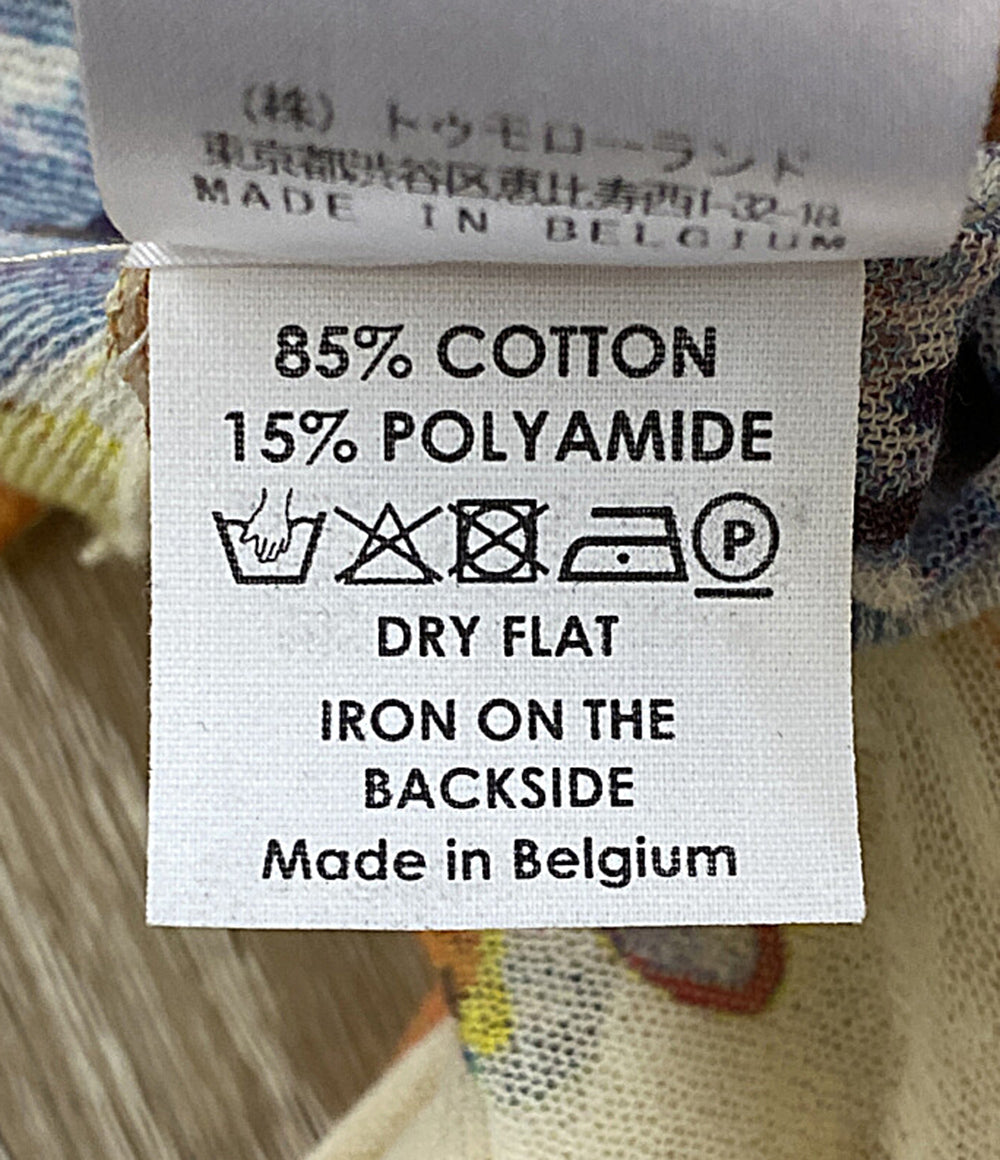 (株) トゥモローランド
東京都渋谷区恵比寿西1-32-18
MADE IN BELGIUM
85% COTTON
15% POLYAMIDE
P
DRY FLAT
IRON ON THE
BACKSIDE
Made in Belgium